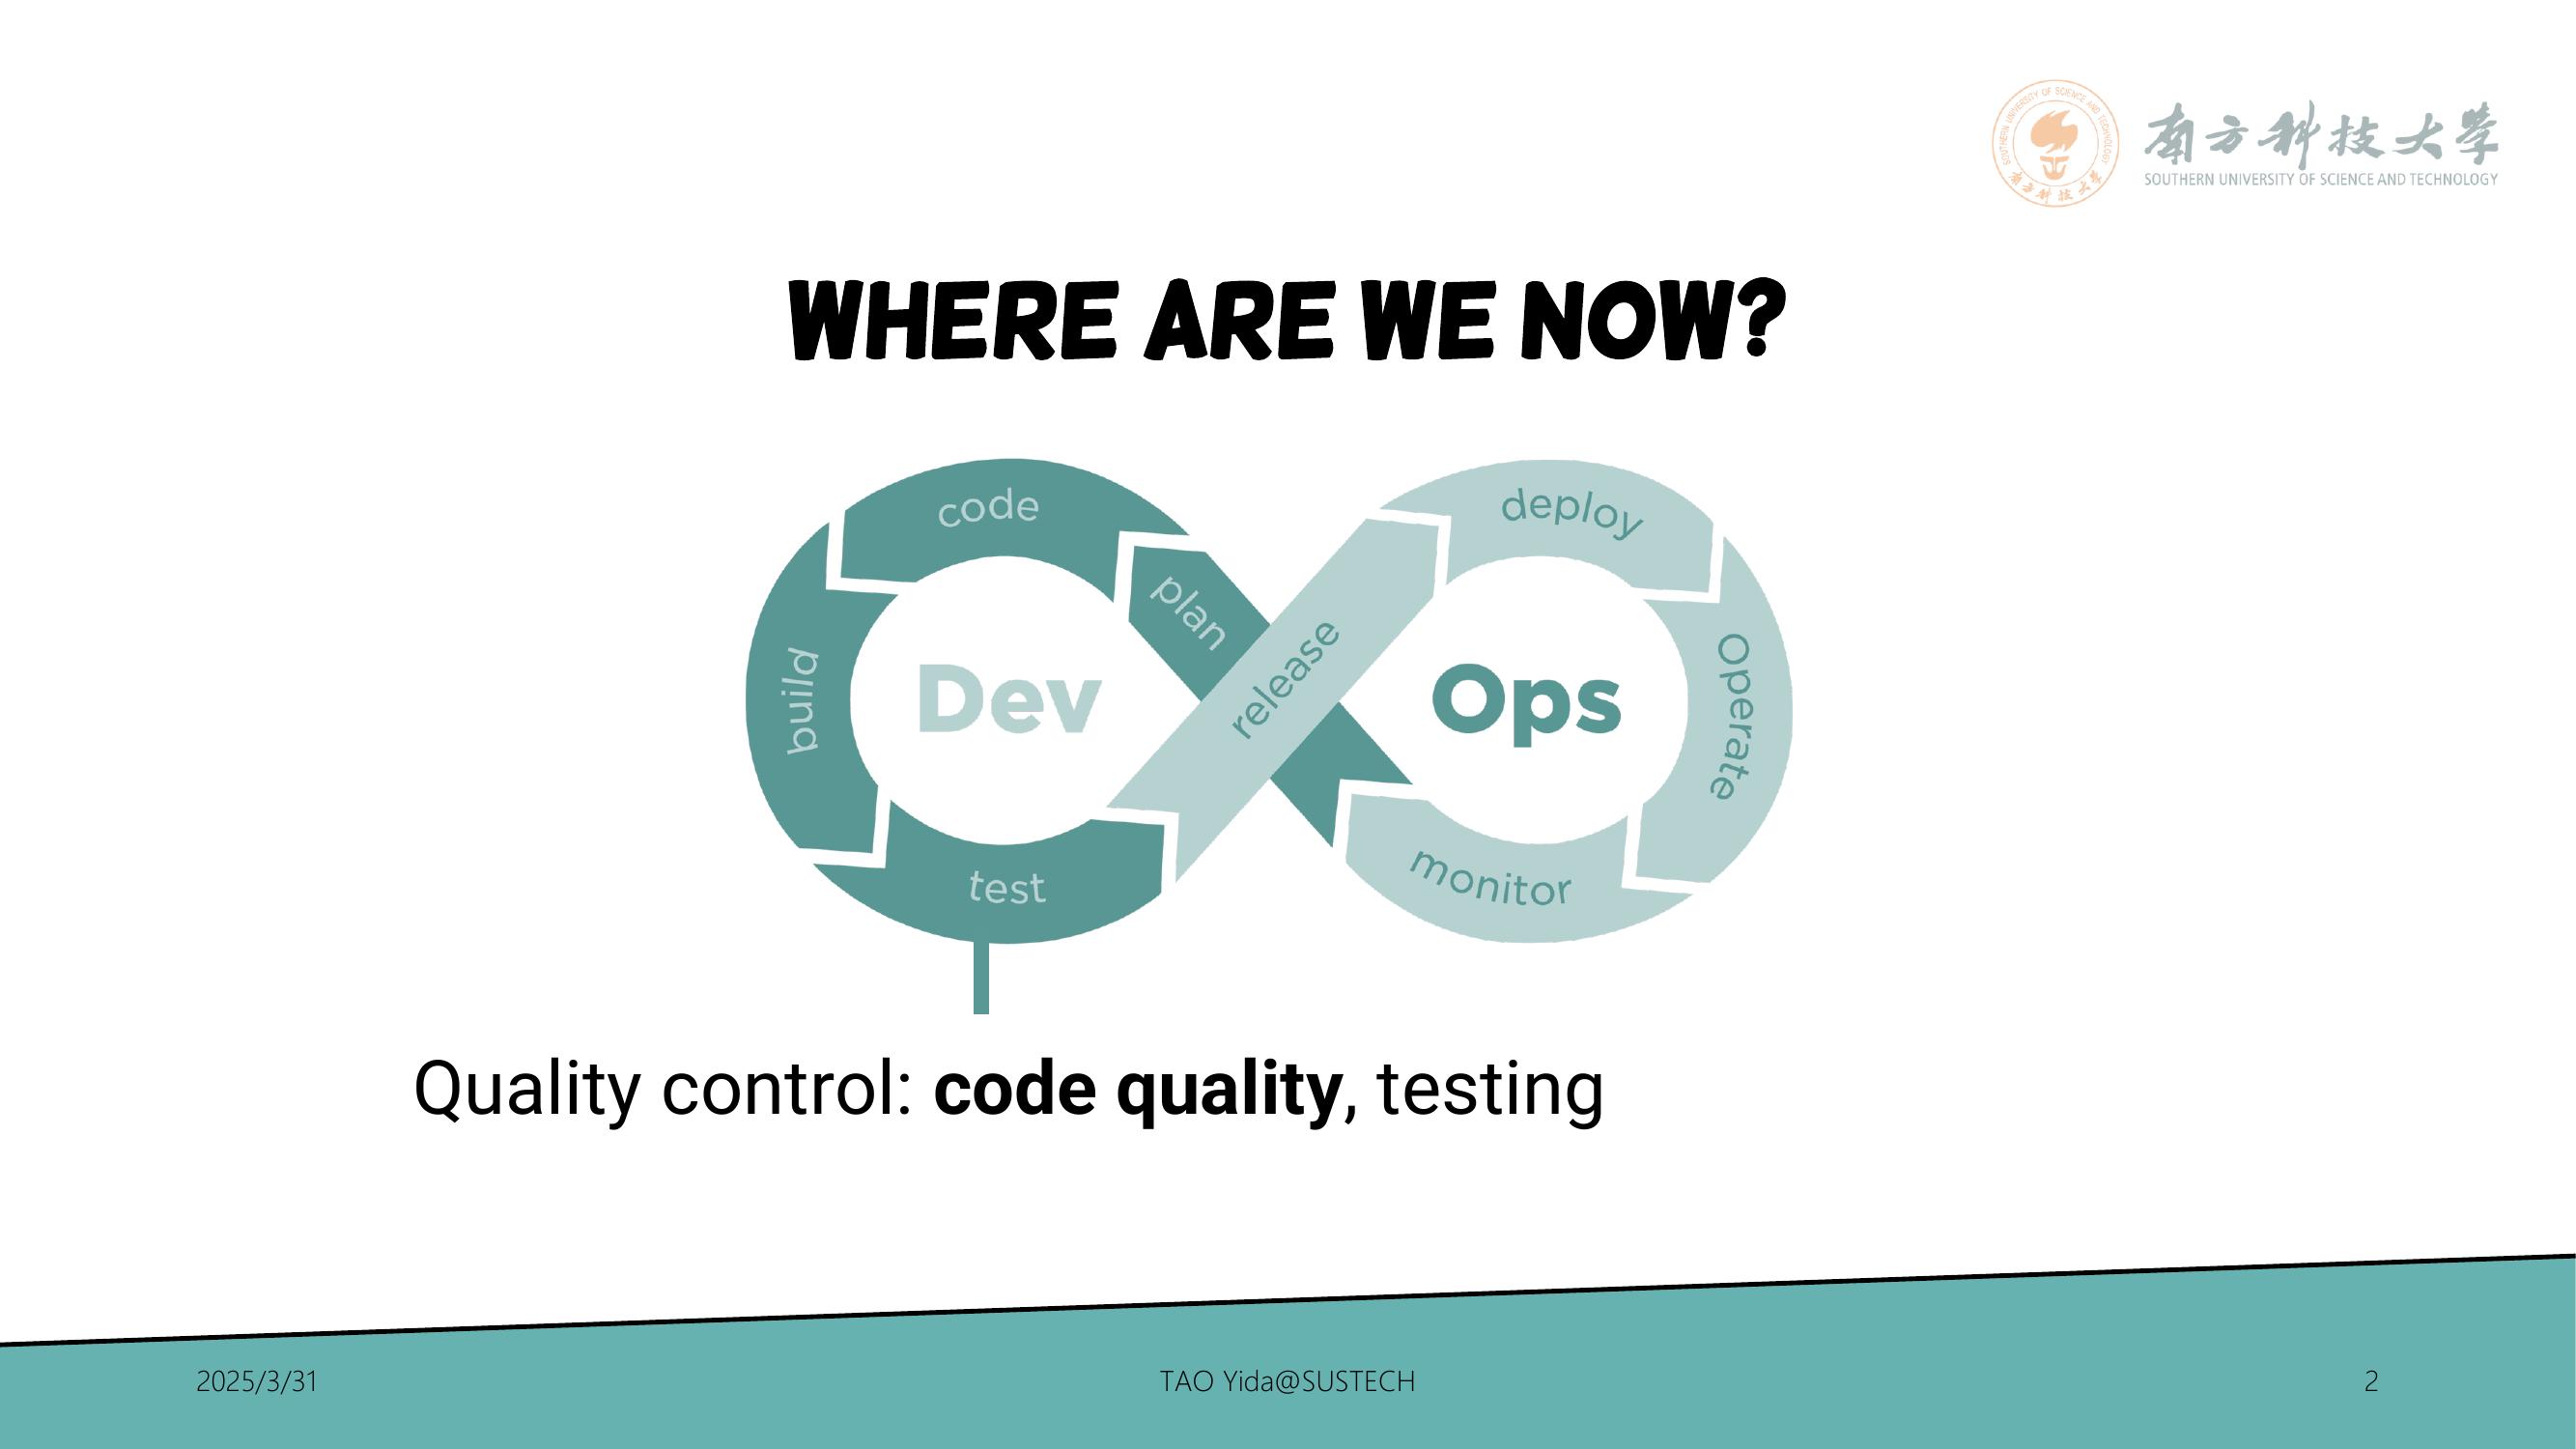 SOUTHERN UNIVERSITY OF SCIENCE AND TECHNOLOGY
南方科技大学
南方科技大學
SOUTHERN UNIVERSITY OF SCIENCE AND TECHNOLOGY
WHERE ARE WE NOW?
code
deploy
plan
release
build
Dev
Ops
Operate
test
monitor
Quality control: code quality, testing
2025/3/31
TAO Yida@SUSTECH
2